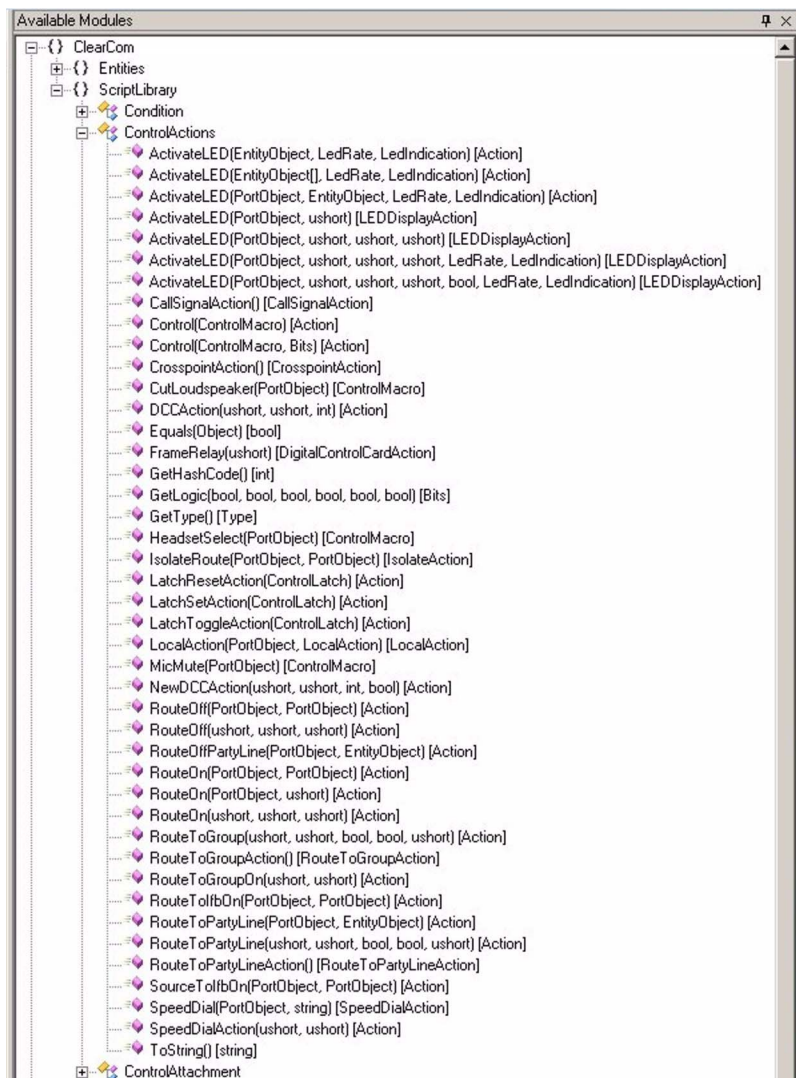 Available Modules
{} ClearCom
{} Entities
{} ScriptLibrary
Condition
ControlActions
ActivateLED(EntityObject, LedRate, LedIndication) [Action]
ActivateLED(EntityObject[], LedRate, LedIndication) [Action]
ActivateLED(PortObject, EntityObject, LedRate, LedIndication) [Action]
ActivateLED(PortObject, ushort) [LEDDisplayAction]
ActivateLED(PortObject, ushort, ushort, ushort) [LEDDisplayAction]
ActivateLED(PortObject, ushort, ushort, ushort, LedRate, LedIndication) [LEDDisplayAction]
ActivateLED(PortObject, ushort, ushort, ushort, bool, LedRate, LedIndication) [LEDDisplayAction]
CallSignalAction() [CallSignalAction]
Control(ControlMacro) [Action]
Control(ControlMacro, Bits) [Action]
CrosspointAction() [CrosspointAction]
CutLoudspeaker(PortObject) [ControlMacro]
DCCAction(ushort, ushort, int) [Action]
Equals(Object) [bool]
FrameRelay(ushort) [DigitalControlCardAction]
GetHashCode() [int]
GetLogic(bool, bool, bool, bool, bool, bool) [Bits]
GetType() [Type]
HeadsetSelect(PortObject) [ControlMacro]
IsolateRoute(PortObject, PortObject) [IsolateAction]
LatchResetAction(ControlLatch) [Action]
LatchSetAction(ControlLatch) [Action]
LatchToggleAction(ControlLatch) [Action]
LocalAction(PortObject, LocalAction) [LocalAction]
MicMute(PortObject) [ControlMacro]
NewDCCAction(ushort, ushort, int, bool) [Action]
RouteOff(PortObject, PortObject) [Action]
RouteOff(ushort, ushort, ushort) [Action]
RouteOffPartyLine(PortObject, EntityObject) [Action]
RouteOn(PortObject, PortObject) [Action]
RouteOn(PortObject, ushort) [Action]
RouteOn(ushort, ushort, ushort) [Action]
RouteToGroup(ushort, ushort, bool, bool, ushort) [Action]
RouteToGroupAction() [RouteToGroupAction]
RouteToGroupOn(ushort, ushort) [Action]
RouteToIfbOn(PortObject, PortObject) [Action]
RouteToPartyLine(PortObject, EntityObject) [Action]
RouteToPartyLine(ushort, ushort, bool, bool, ushort) [Action]
RouteToPartyLineAction() [RouteToPartyLineAction]
SourceToIfbOn(PortObject, PortObject) [Action]
SpeedDial(PortObject, string) [SpeedDialAction]
SpeedDialAction(ushort, ushort) [Action]
ToString() [string]
ControlAttachment